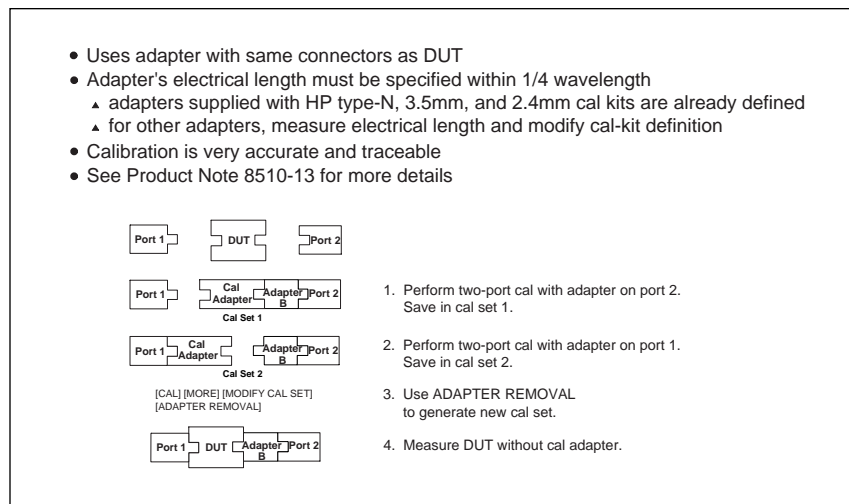 • Uses adapter with same connectors as DUT
• Adapter's electrical length must be specified within 1/4 wavelength
▲ adapters supplied with HP type-N, 3.5mm, and 2.4mm cal kits are already defined
▲ for other adapters, measure electrical length and modify cal-kit definition
• Calibration is very accurate and traceable
• See Product Note 8510-13 for more details
Port 1 DUT Port 2
Port 1 Cal Adapter Adapter B Port 2
Cal Set 1
1. Perform two-port cal with adapter on port 2.
Save in cal set 1.
Port 1 Cal Adapter Adapter B Port 2
Cal Set 2
2. Perform two-port cal with adapter on port 1.
Save in cal set 2.
[CAL] [MORE] [MODIFY CAL SET]
[ADAPTER REMOVAL]
3. Use ADAPTER REMOVAL
to generate new cal set.
Port 1 DUT Adapter B Port 2
4. Measure DUT without cal adapter.